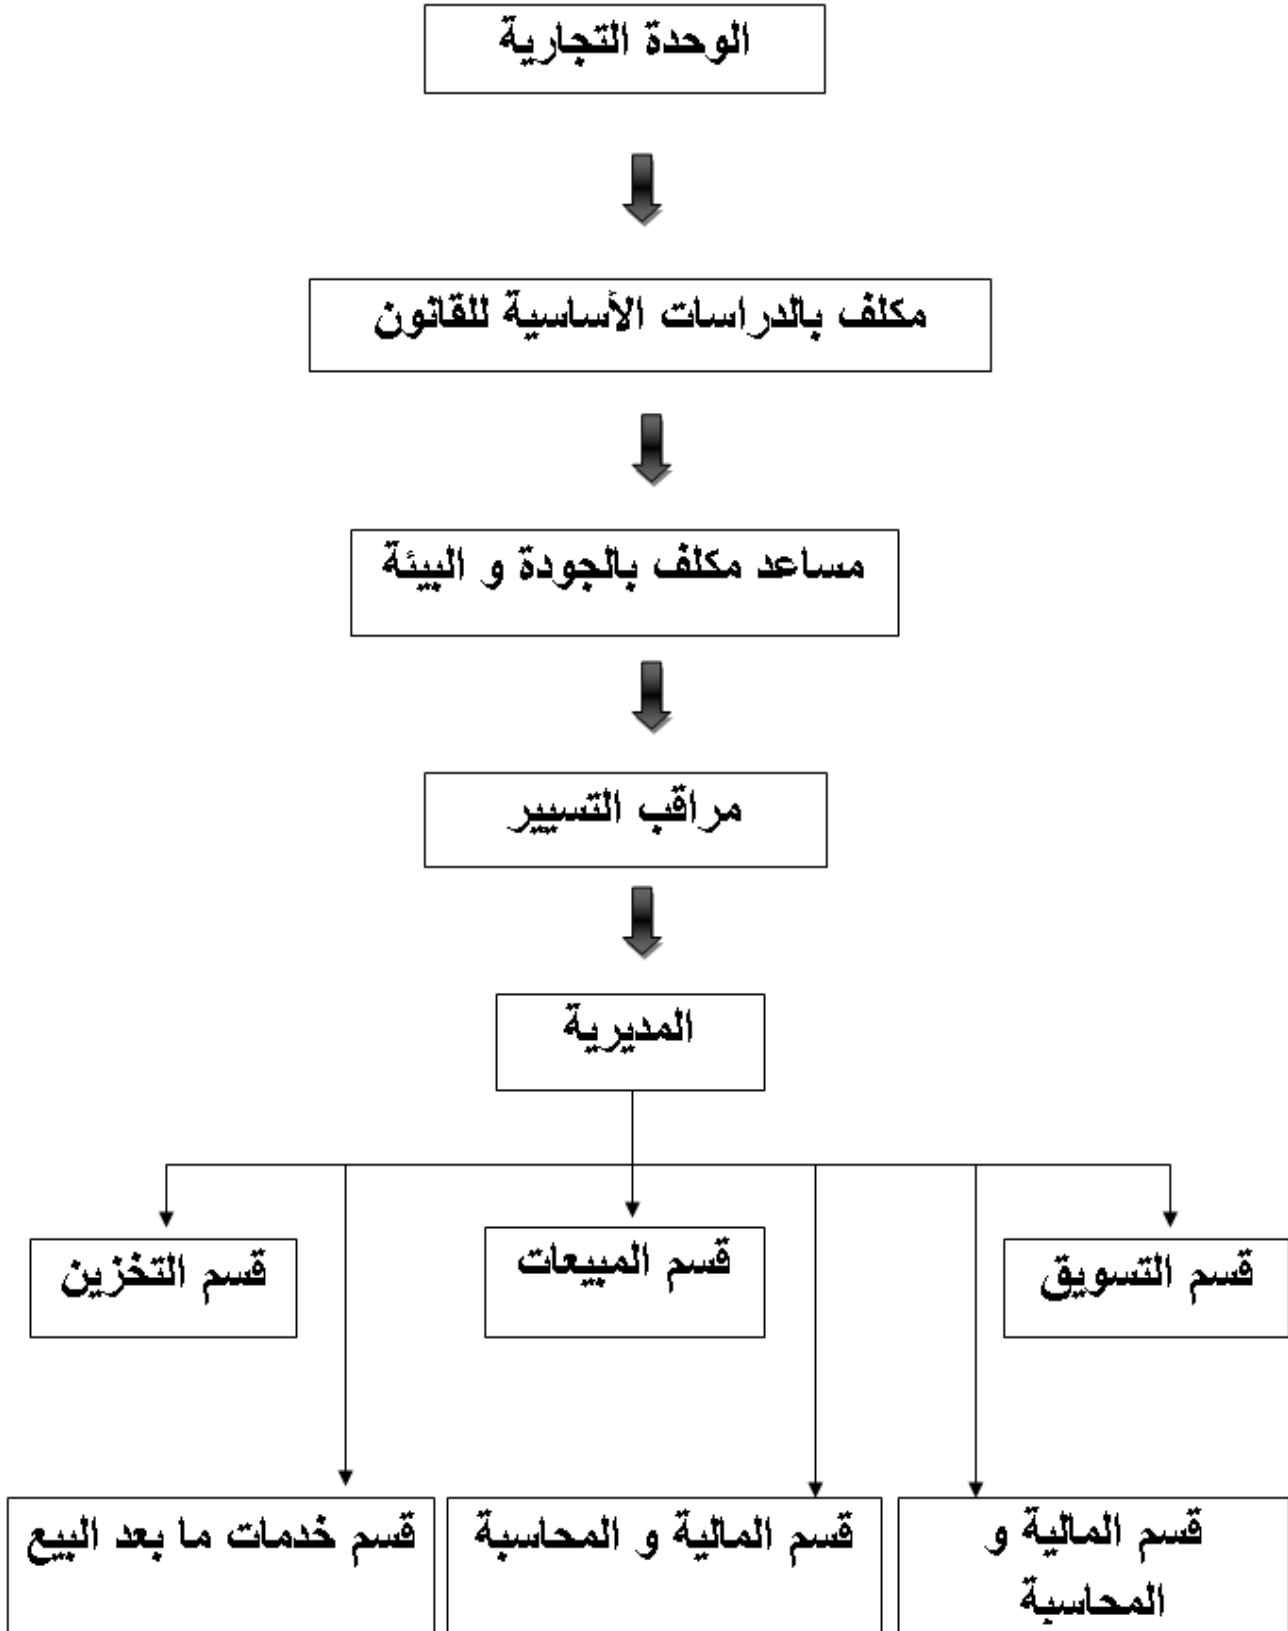 الوحدة التجارية
مكلف بالدراسات الأساسية للقانون
مساعد مكلف بالجودة و البيئة
مراقب التسيير
المديرية
قسم التسويق
قسم المبيعات
قسم التخزين
قسم المالية و
المحاسبة
قسم المالية و المحاسبة
قسم خدمات ما بعد البيع